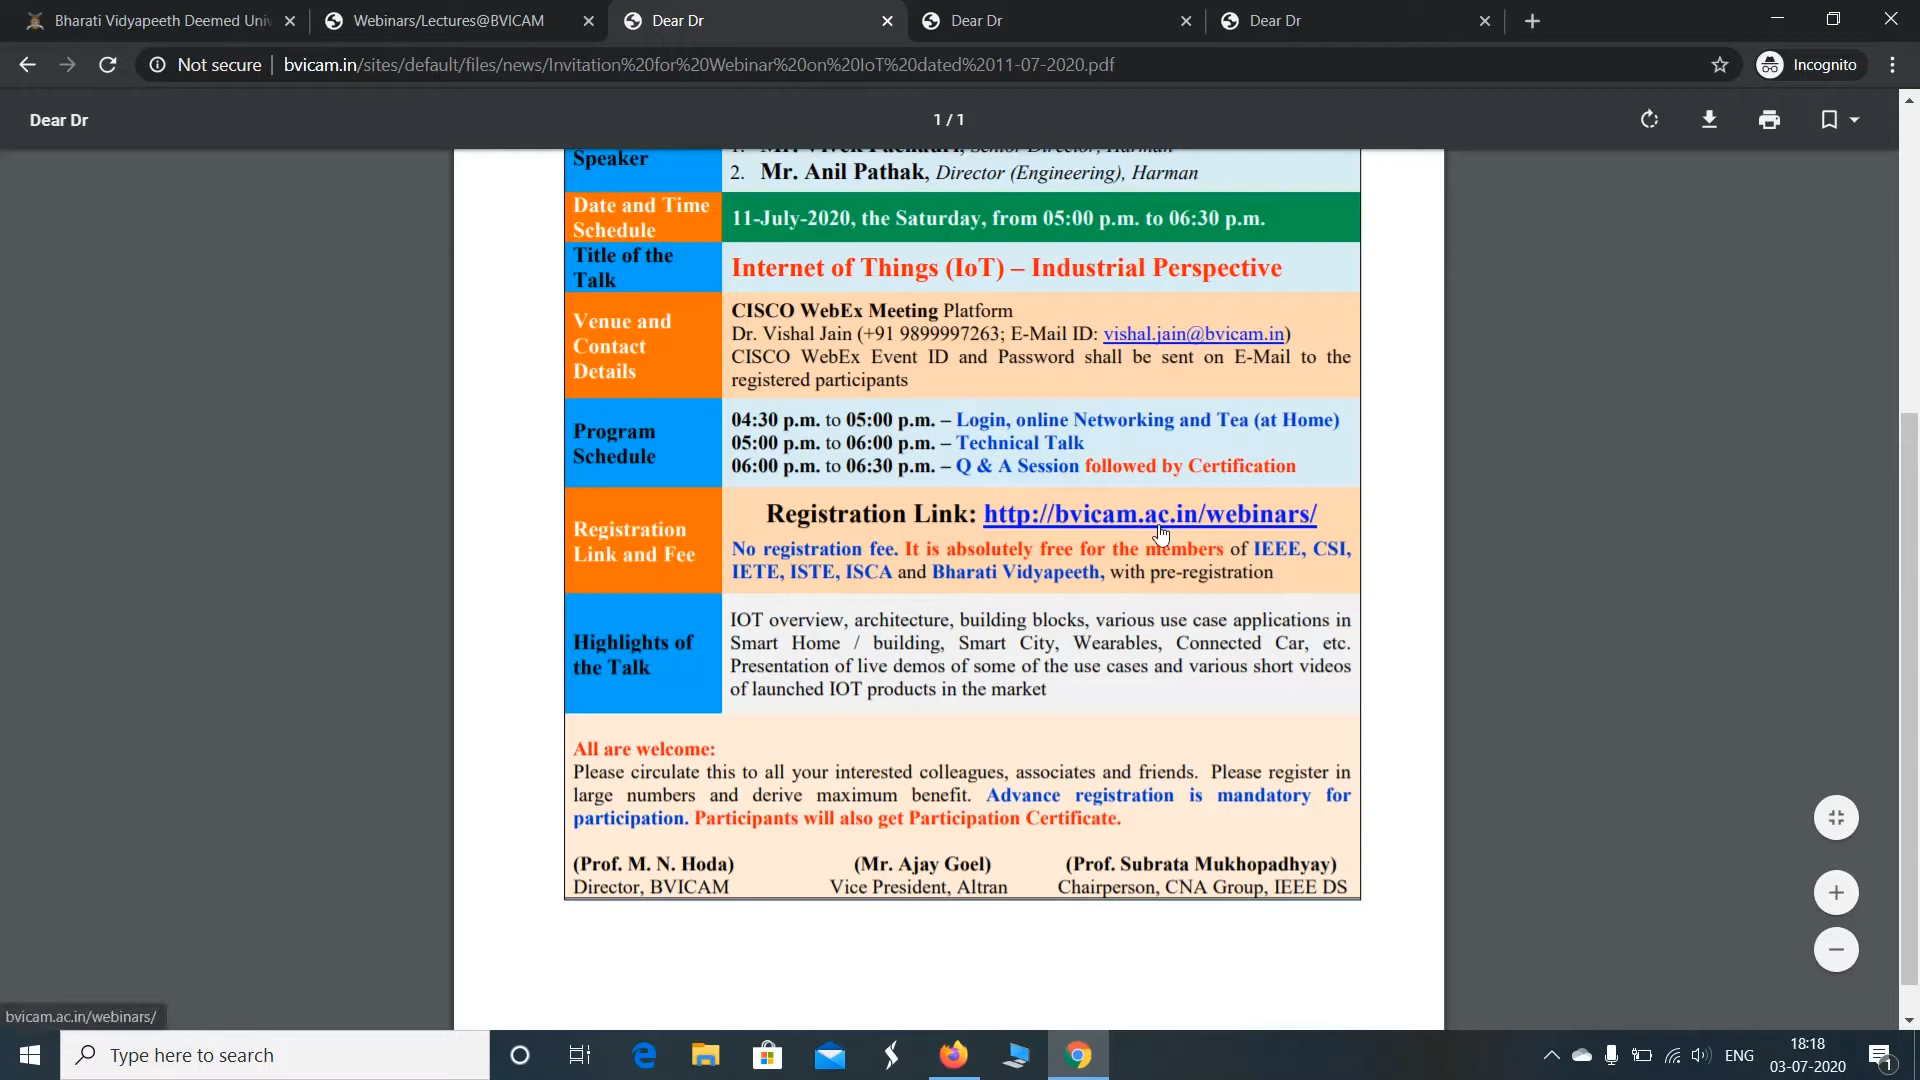 Bharati Vidyapeeth Deemed Uni
Webinars/Lectures@BVICAM
Dear Dr
Dear Dr
Dear Dr
Not secure | bvicam.in/sites/default/files/news/Invitation%20for%20Webinar%20on%20IoT%20dated%2011-07-2020.pdf
Incognito
Dear Dr
1 / 1
Speaker
2. Mr. Anil Pathak, Director (Engineering), Harman
Date and Time
Schedule
11-July-2020, the Saturday, from 05:00 p.m. to 06:30 p.m.
Title of the
Talk
Internet of Things (IoT) – Industrial Perspective
Venue and
Contact
Details
CISCO WebEx Meeting Platform
Dr. Vishal Jain (+91 9899997263; E-Mail ID: vishal.jain@bvicam.in)
CISCO WebEx Event ID and Password shall be sent on E-Mail to the
registered participants
Program
Schedule
04:30 p.m. to 05:00 p.m. – Login, online Networking and Tea (at Home)
05:00 p.m. to 06:00 p.m. – Technical Talk
06:00 p.m. to 06:30 p.m. – Q & A Session followed by Certification
Registration
Link and Fee
Registration Link: http://bvicam.ac.in/webinars/
No registration fee. It is absolutely free for the members of IEEE, CSI,
IETE, ISTE, ISCA and Bharati Vidyapeeth, with pre-registration
Highlights of
the Talk
IOT overview, architecture, building blocks, various use case applications in
Smart Home / building, Smart City, Wearables, Connected Car, etc.
Presentation of live demos of some of the use cases and various short videos
of launched IOT products in the market
All are welcome:
Please circulate this to all your interested colleagues, associates and friends. Please register in
large numbers and derive maximum benefit. Advance registration is mandatory for
participation. Participants will also get Participation Certificate.
(Prof. M. N. Hoda)
Director, BVICAM
(Mr. Ajay Goel)
Vice President, Altran
(Prof. Subrata Mukhopadhyay)
Chairperson, CNA Group, IEEE DS
bvicam.ac.in/webinars/
Type here to search
ENG
18:18
03-07-2020
1